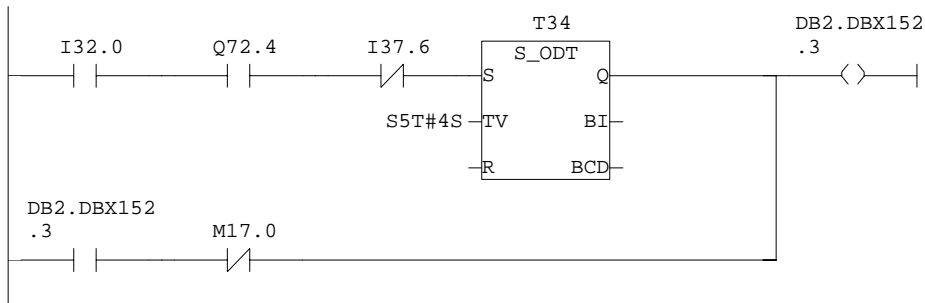 T34
DB2.DBX152
.3
I32.0 Q72.4 I37.6 S_ODT
S Q
S5T#4S TV BI
R BCD
DB2.DBX152
.3 M17.0